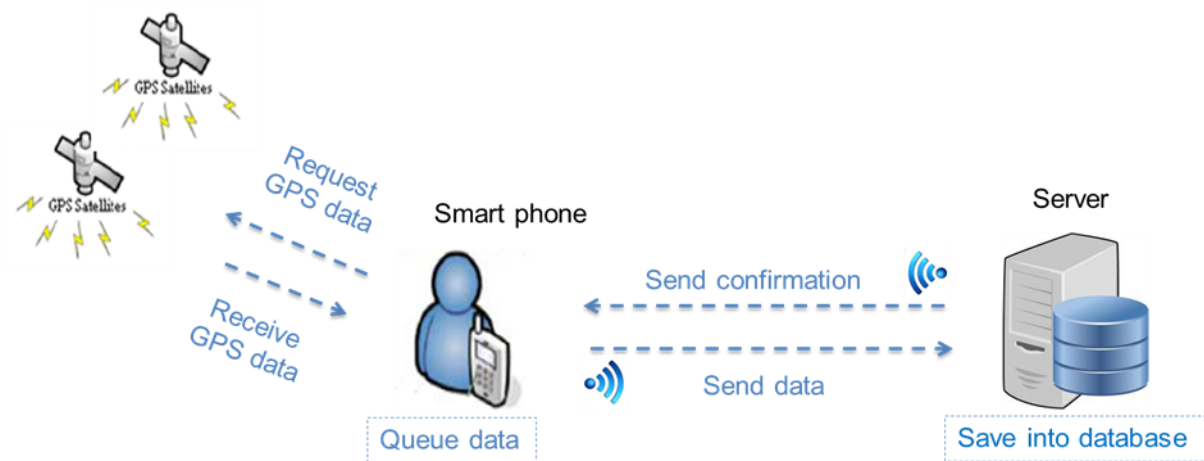 GPS Satellites
GPS Satellites
Request
GPS data
Receive
GPS data
Smart phone
Queue data
Send confirmation
Send data
Server
Save into database